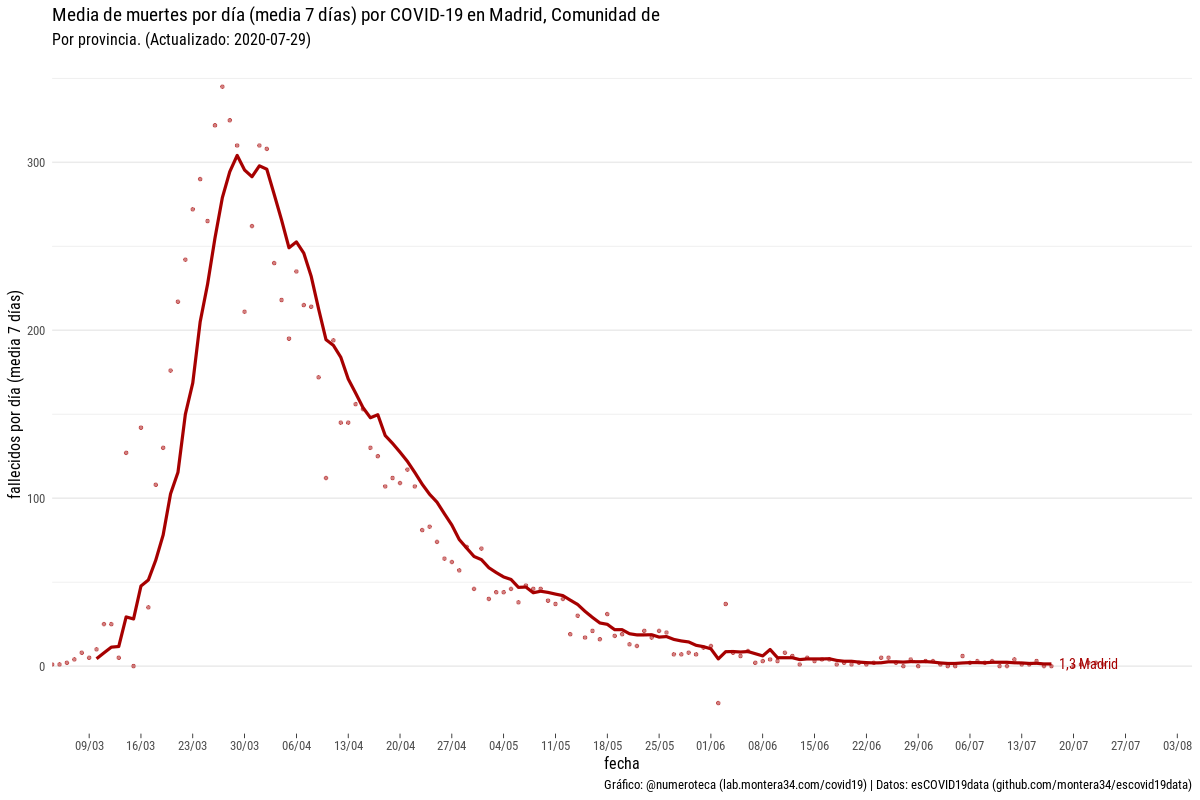 Media de muertes por día (media 7 días) por COVID-19 en Madrid, Comunidad de
Por provincia. (Actualizado: 2020-07-29)
fallecidos por día (media 7 días)
300
200
100
0
1,3 Madrid
09/03 16/03 23/03 30/03 06/04 13/04 20/04 27/04 04/05 11/05 18/05 25/05 01/06 08/06 15/06 22/06 29/06 06/07 13/07 20/07 27/07 03/08
fecha
Gráfico: @numeroteca (lab.montera34.com/covid19) | Datos: esCOVID19data (github.com/montera34/escovid19data)